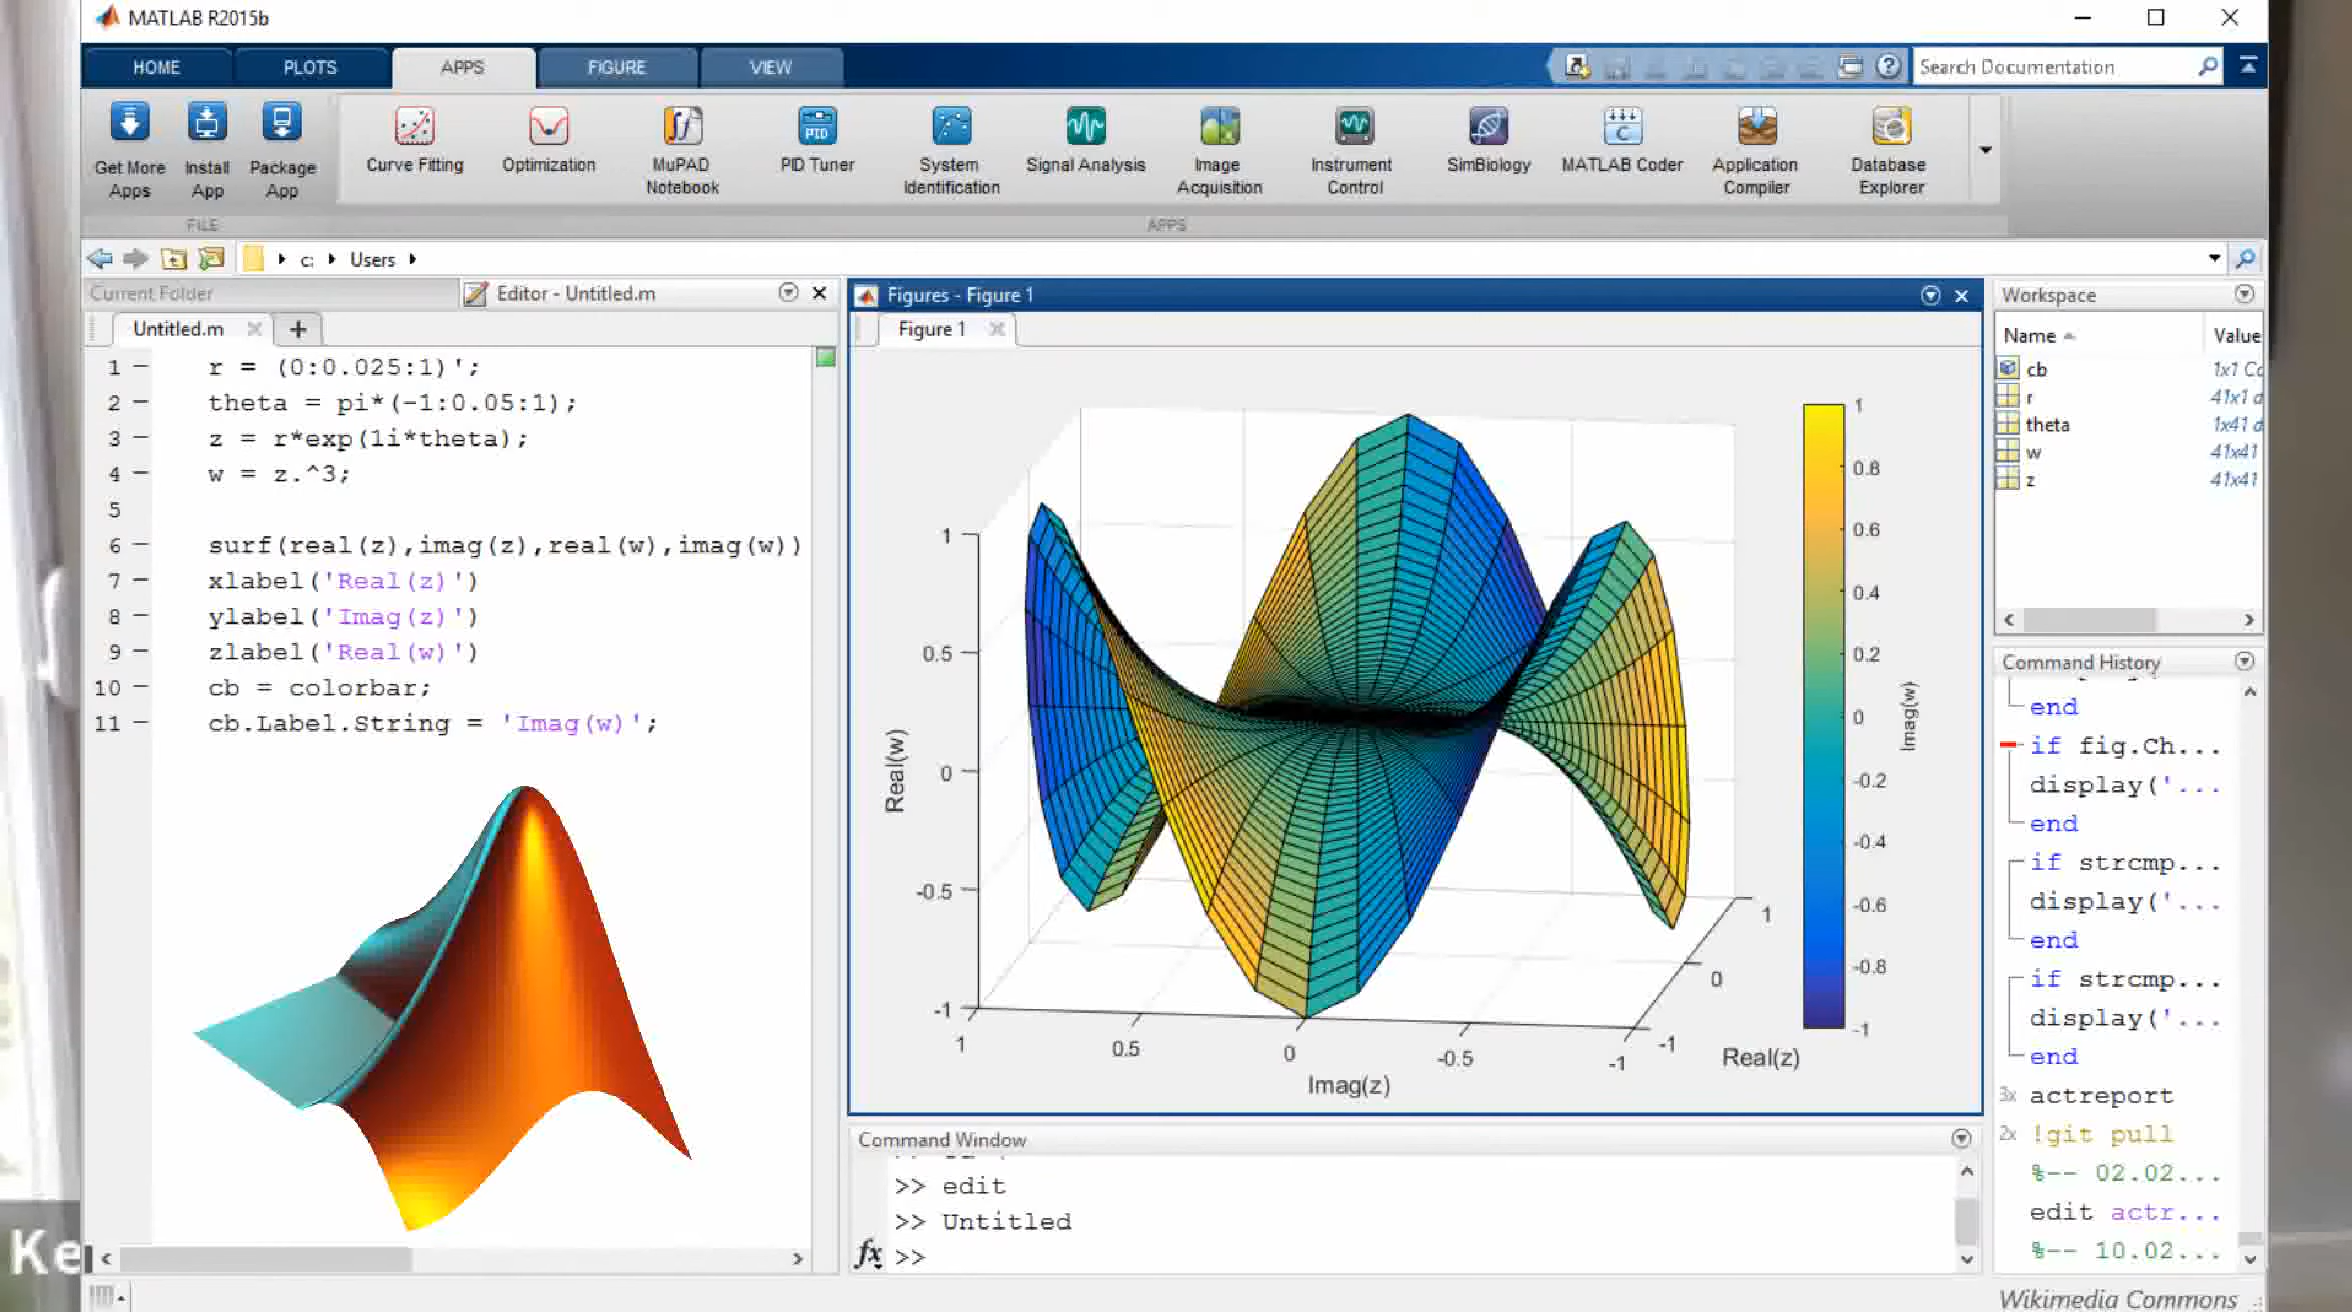 MATLAB R2015b
HOME PLOTS APPS FIGURE VIEW
Search Documentation
Get More Apps
Install App
Package App
Curve Fitting
Optimization
MuPAD Notebook
PID
PID Tuner
System Identification
Signal Analysis
Image Acquisition
Instrument Control
SimBiology
C
MATLAB Coder
Application Compiler
Database Explorer
FILE
APPS
c: Users
Current Folder
Editor - Untitled.m
Untitled.m
1 r = (0:0.025:1)';
2 theta = pi*(-1:0.05:1);
3 z = r*exp(1i*theta);
4 w = z.^3;
5
6 surf(real(z),imag(z),real(w),imag(w))
7 xlabel('Real(z)')
8 ylabel('Imag(z)')
9 zlabel('Real(w)')
10 cb = colorbar;
11 cb.Label.String = 'Imag(w)';
Ke
Figures - Figure 1
Figure 1
1
0.5
0
-0.5
-1
Real(w)
1 0.5 0 -0.5 -1
Imag(z)
-1 0 1
Real(z)
1
0.8
0.6
0.4
0.2
0
-0.2
-0.4
-0.6
-0.8
-1
Imag(w)
Command Window
>> edit
>> Untitled
fx >>
Workspace
Name Value
cb 1x1 Co
r 41x1 d
theta 1x41 d
w 41x41
z 41x41
Command History
end
if fig.Ch...
display('...
end
if strcmp...
display('...
end
if strcmp...
display('...
end
3x actreport
2x !git pull
%-- 02.02...
edit actr...
%-- 10.02...
Wikimedia Commons